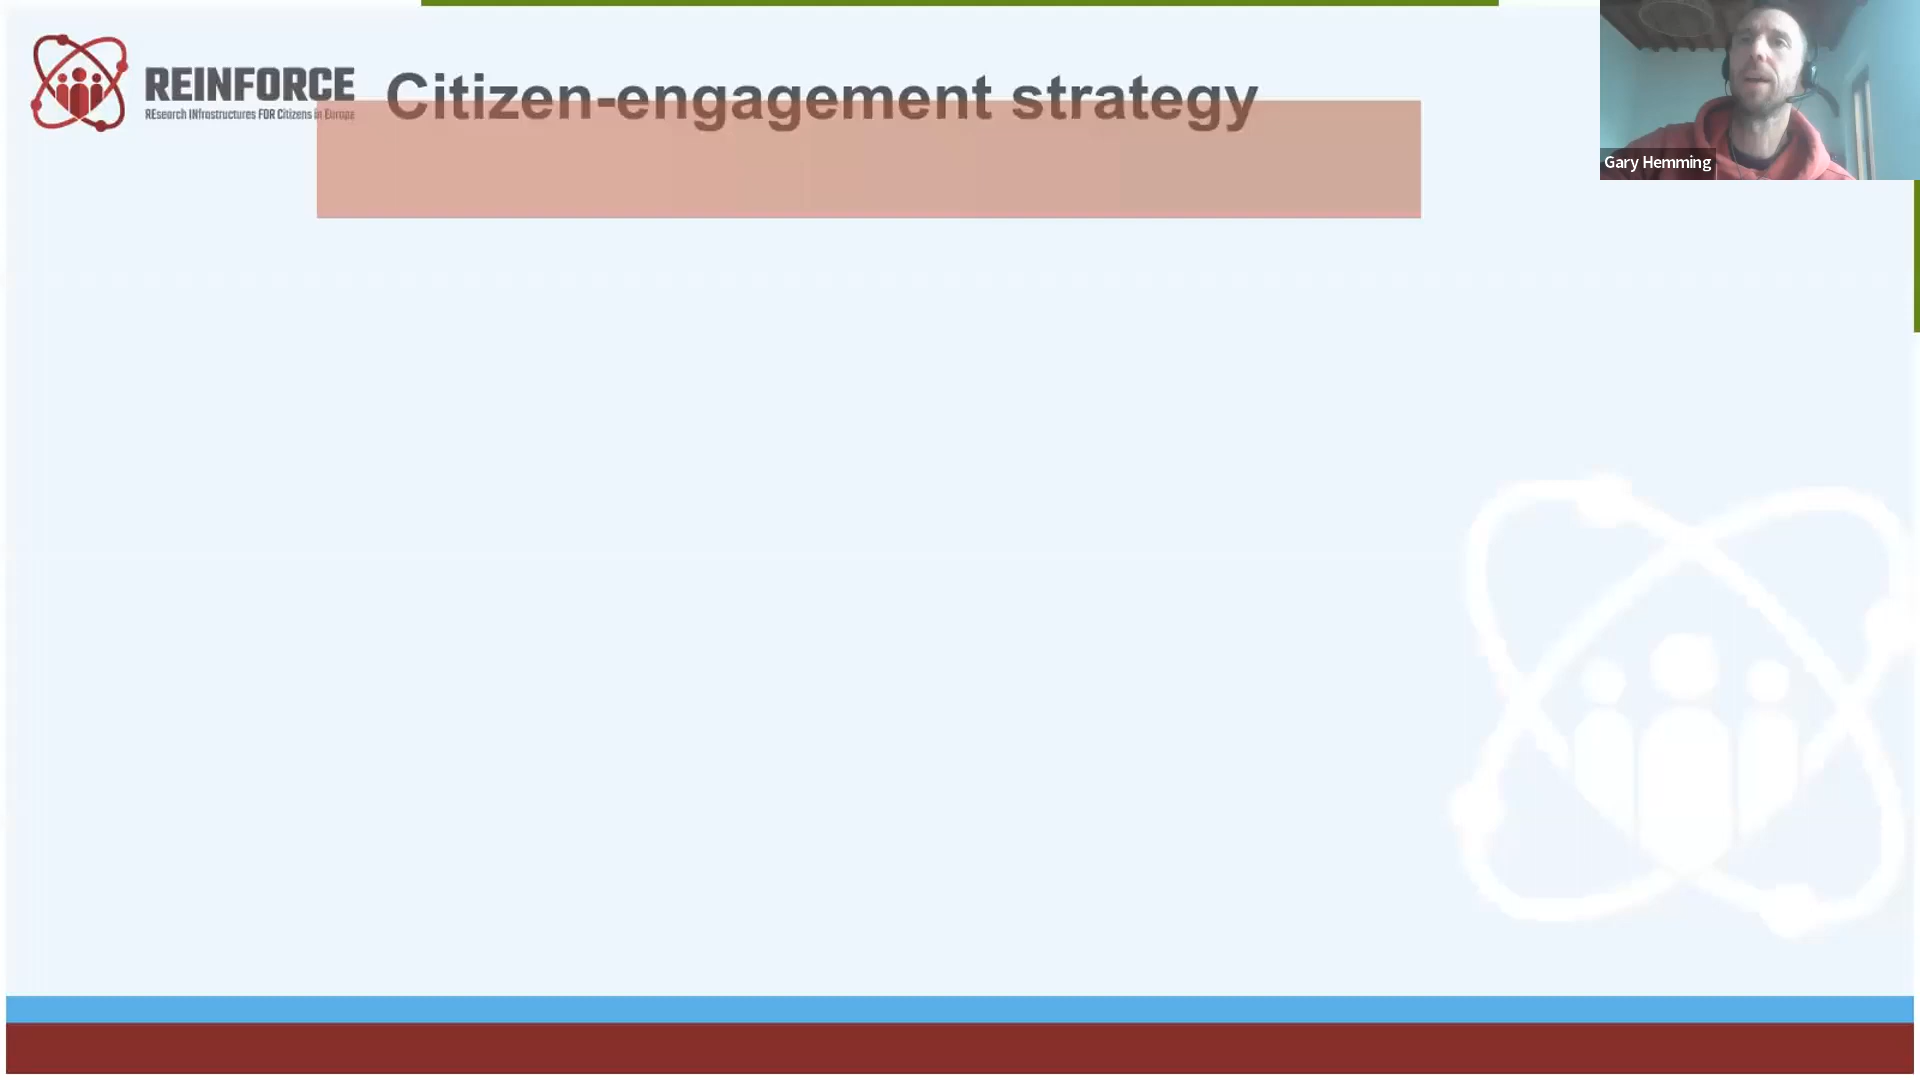 REINFORCE
REsearch INfrastructures FOR Citizens in Europe
Citizen-engagement strategy
Gary Hemming